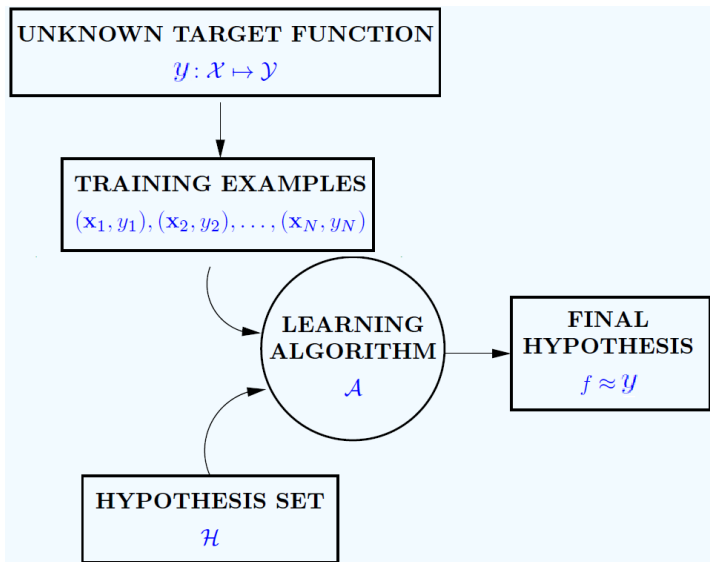 UNKNOWN TARGET FUNCTION
𝒴 : 𝒳 ↦ 𝒴
TRAINING EXAMPLES
(𝐱₁, y₁), (𝐱₂, y₂), . . . , (𝐱_N, y_N)
LEARNING
ALGORITHM
𝒜
FINAL
HYPOTHESIS
f ≈ 𝒴
HYPOTHESIS SET
ℋ